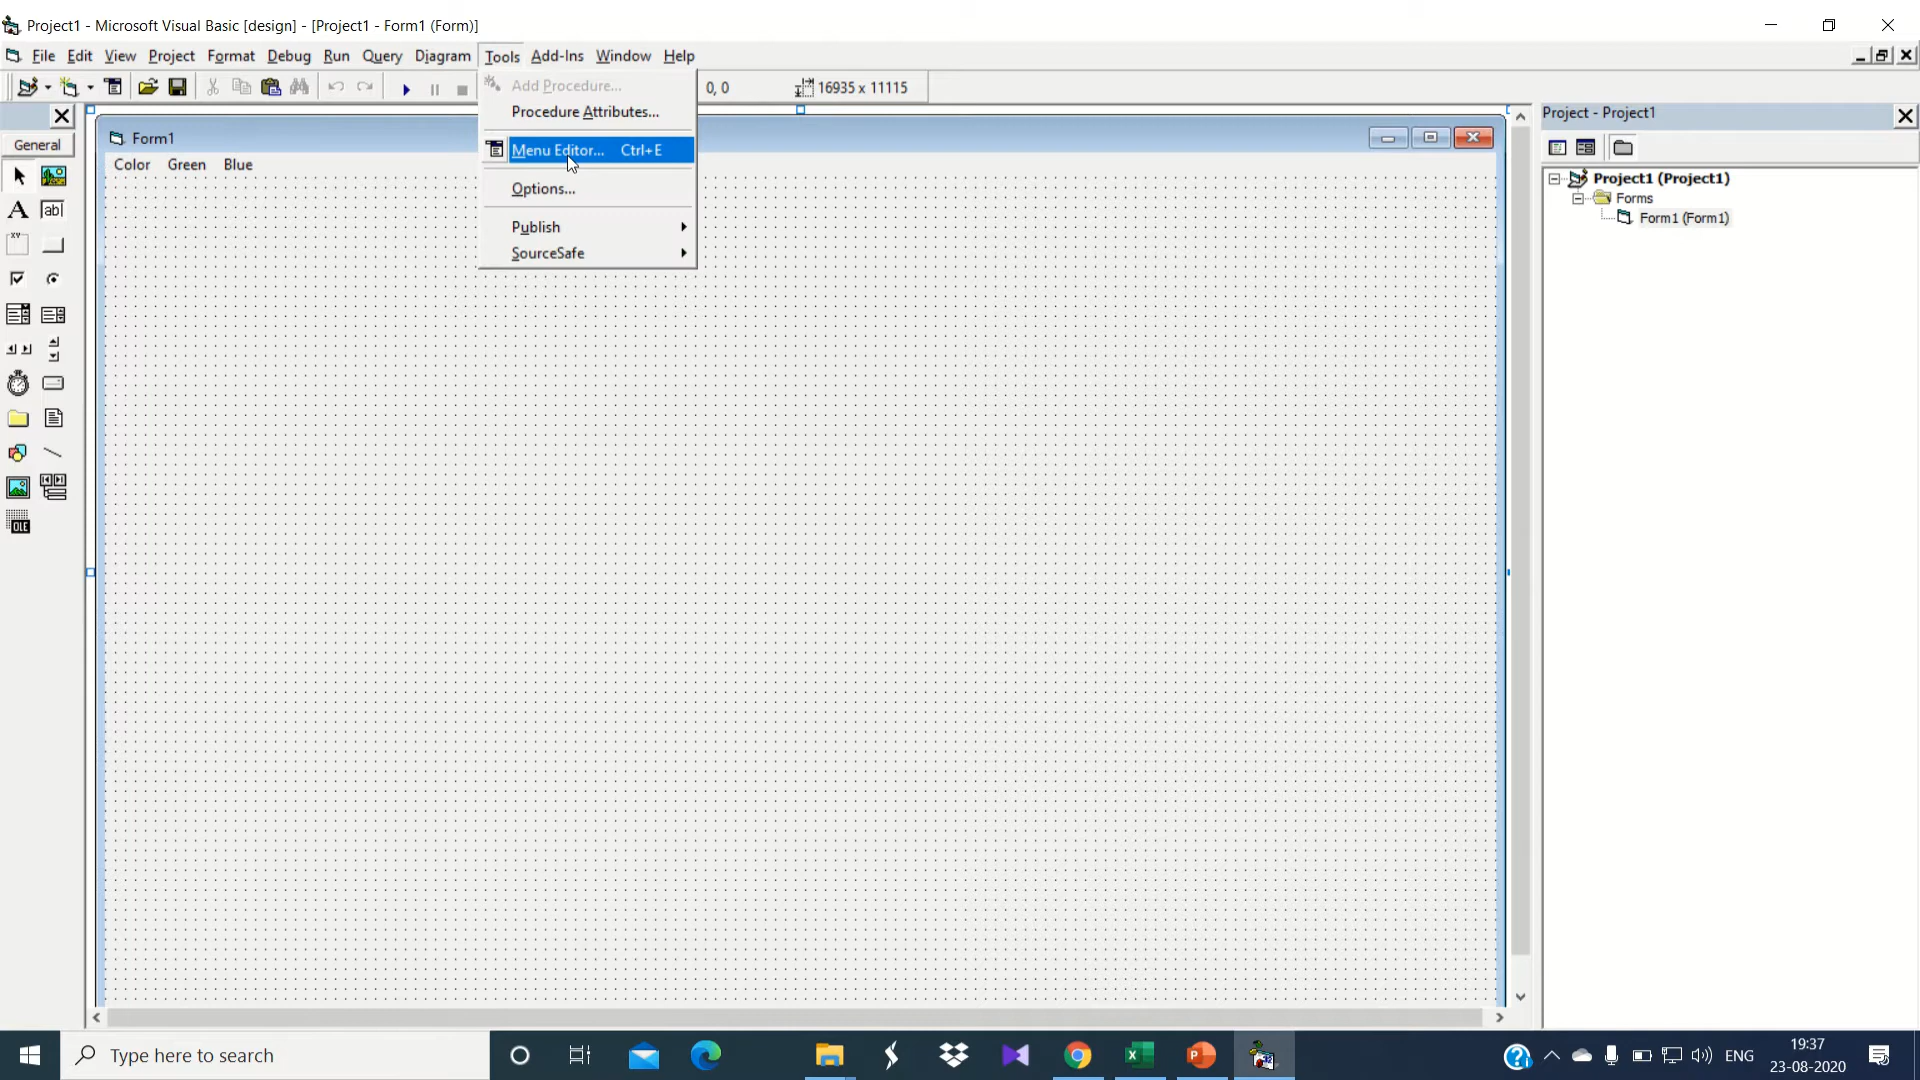 Project1 - Microsoft Visual Basic [design] - [Project1 - Form1 (Form)]
File Edit View Project Format Debug Run Query Diagram Tools Add-Ins Window Help
0, 0 16935 x 11115
Add Procedure...
Procedure Attributes...
Menu Editor... Ctrl+E
Options...
Publish
SourceSafe
General
A ab|
XY
OLE
Form1
Color Green Blue
Project - Project1
Project1 (Project1)
Forms
Form1 (Form1)
Type here to search
ENG
19:37
23-08-2020